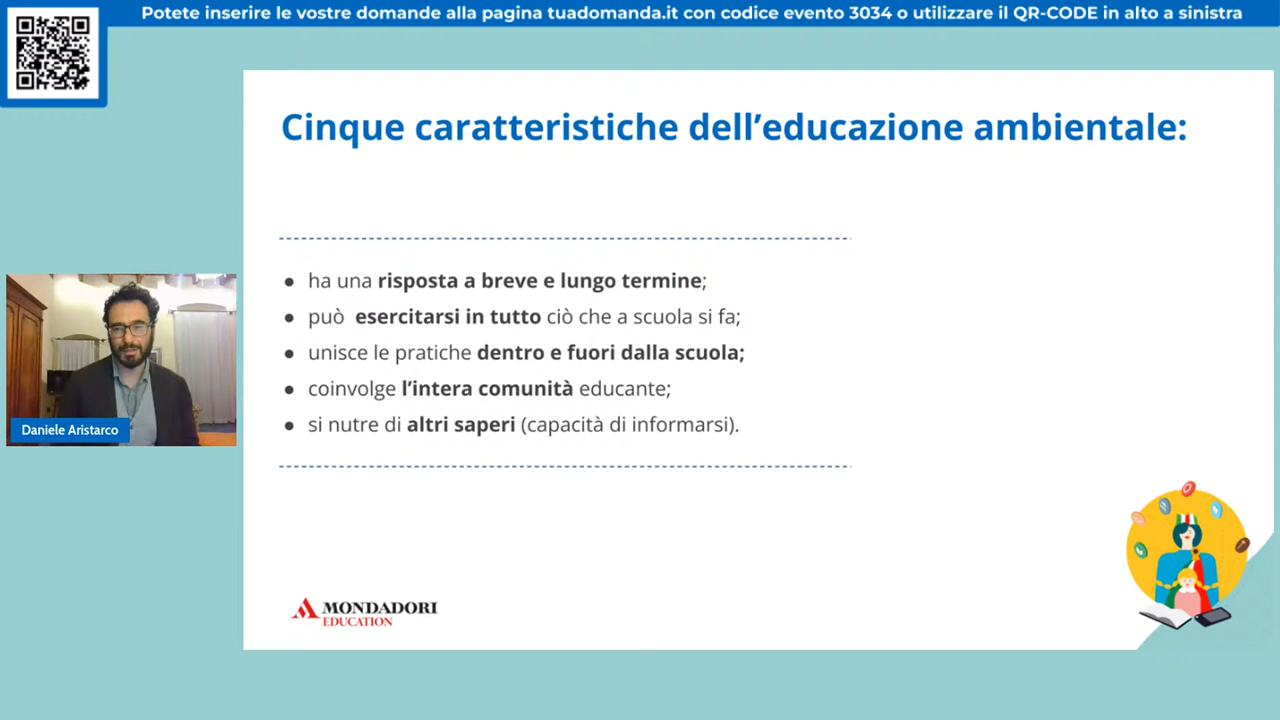 Potete inserire le vostre domande alla pagina tuadomanda.it con codice evento 3034 o utilizzare il QR-CODE in alto a sinistra
Cinque caratteristiche dell'educazione ambientale:
● ha una risposta a breve e lungo termine;
● può esercitarsi in tutto ciò che a scuola si fa;
● unisce le pratiche dentro e fuori dalla scuola;
● coinvolge l'intera comunità educante;
● si nutre di altri saperi (capacità di informarsi).
Daniele Aristarco
MONDADORI
EDUCATION